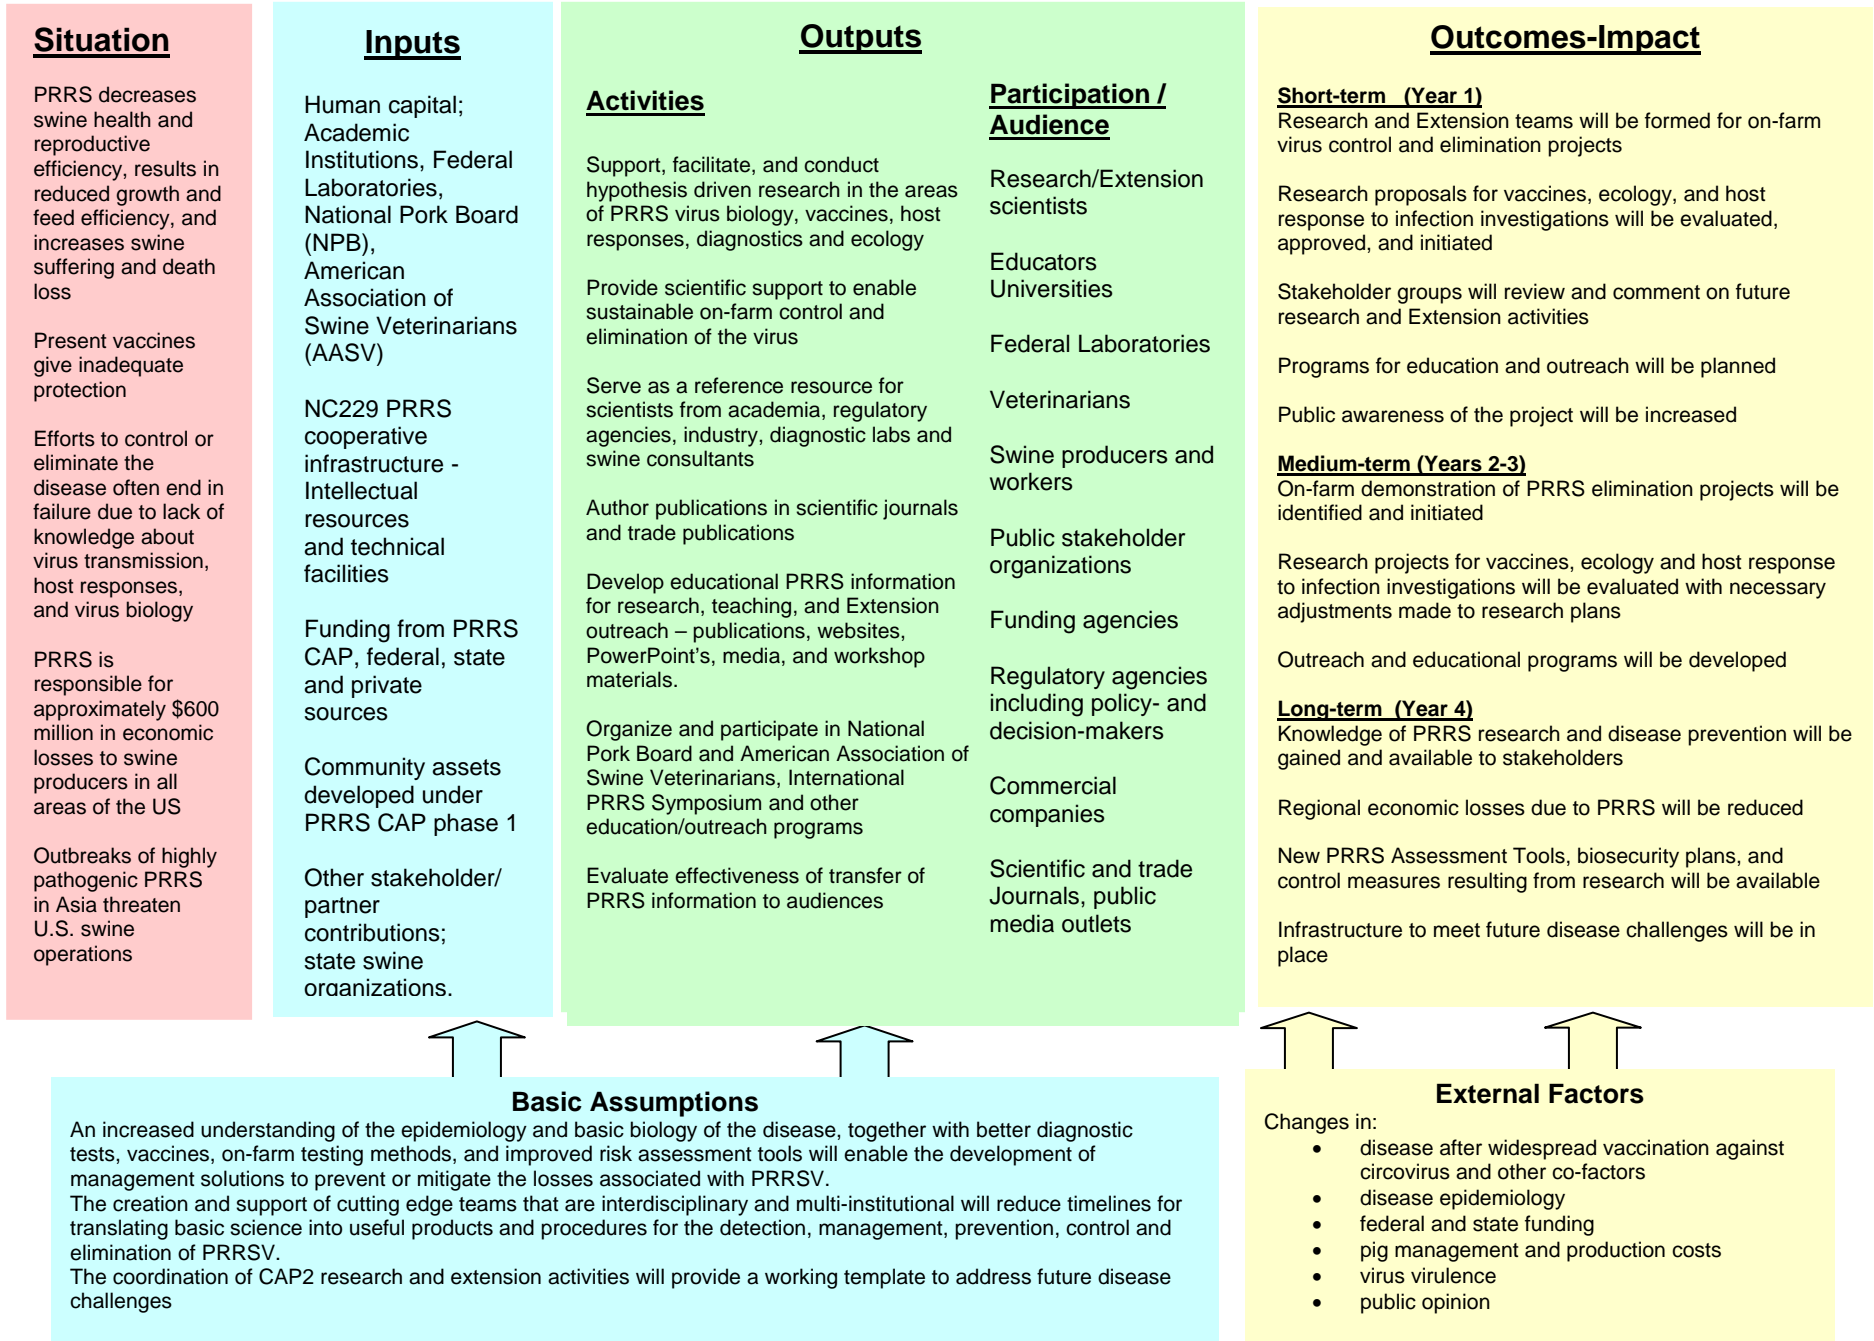 Situation
PRRS decreases
swine health and
reproductive
efficiency, results in
reduced growth and
feed efficiency, and
increases swine
suffering and death
loss
Present vaccines
give inadequate
protection
Efforts to control or
eliminate the
disease often end in
failure due to lack of
knowledge about
virus transmission,
host responses,
and virus biology
PRRS is
responsible for
approximately $600
million in economic
losses to swine
producers in all
areas of the US
Outbreaks of highly
pathogenic PRRS
in Asia threaten
U.S. swine
operations
Inputs
Human capital;
Academic
Institutions, Federal
Laboratories,
National Pork Board
(NPB),
American
Association of
Swine Veterinarians
(AASV)
NC229 PRRS
cooperative
infrastructure -
Intellectual
resources
and technical
facilities
Funding from PRRS
CAP, federal, state
and private
sources
Community assets
developed under
PRRS CAP phase 1
Other stakeholder/
partner
contributions;
state swine
organizations.
Outputs
Activities
Support, facilitate, and conduct
hypothesis driven research in the areas
of PRRS virus biology, vaccines, host
responses, diagnostics and ecology
Provide scientific support to enable
sustainable on-farm control and
elimination of the virus
Serve as a reference resource for
scientists from academia, regulatory
agencies, industry, diagnostic labs and
swine consultants
Author publications in scientific journals
and trade publications
Develop educational PRRS information
for research, teaching, and Extension
outreach – publications, websites,
PowerPoint's, media, and workshop
materials.
Organize and participate in National
Pork Board and American Association of
Swine Veterinarians, International
PRRS Symposium and other
education/outreach programs
Evaluate effectiveness of transfer of
PRRS information to audiences
Participation /
Audience
Research/Extension
scientists
Educators
Universities
Federal Laboratories
Veterinarians
Swine producers and
workers
Public stakeholder
organizations
Funding agencies
Regulatory agencies
including policy- and
decision-makers
Commercial
companies
Scientific and trade
Journals, public
media outlets
Outcomes-Impact
Short-term (Year 1)
Research and Extension teams will be formed for on-farm
virus control and elimination projects
Research proposals for vaccines, ecology, and host
response to infection investigations will be evaluated,
approved, and initiated
Stakeholder groups will review and comment on future
research and Extension activities
Programs for education and outreach will be planned
Public awareness of the project will be increased
Medium-term (Years 2-3)
On-farm demonstration of PRRS elimination projects will be
identified and initiated
Research projects for vaccines, ecology and host response
to infection investigations will be evaluated with necessary
adjustments made to research plans
Outreach and educational programs will be developed
Long-term (Year 4)
Knowledge of PRRS research and disease prevention will be
gained and available to stakeholders
Regional economic losses due to PRRS will be reduced
New PRRS Assessment Tools, biosecurity plans, and
control measures resulting from research will be available
Infrastructure to meet future disease challenges will be in
place
Basic Assumptions
An increased understanding of the epidemiology and basic biology of the disease, together with better diagnostic
tests, vaccines, on-farm testing methods, and improved risk assessment tools will enable the development of
management solutions to prevent or mitigate the losses associated with PRRSV.
The creation and support of cutting edge teams that are interdisciplinary and multi-institutional will reduce timelines for
translating basic science into useful products and procedures for the detection, management, prevention, control and
elimination of PRRSV.
The coordination of CAP2 research and extension activities will provide a working template to address future disease
challenges
External Factors
Changes in:
• disease after widespread vaccination against
circovirus and other co-factors
• disease epidemiology
• federal and state funding
• pig management and production costs
• virus virulence
• public opinion